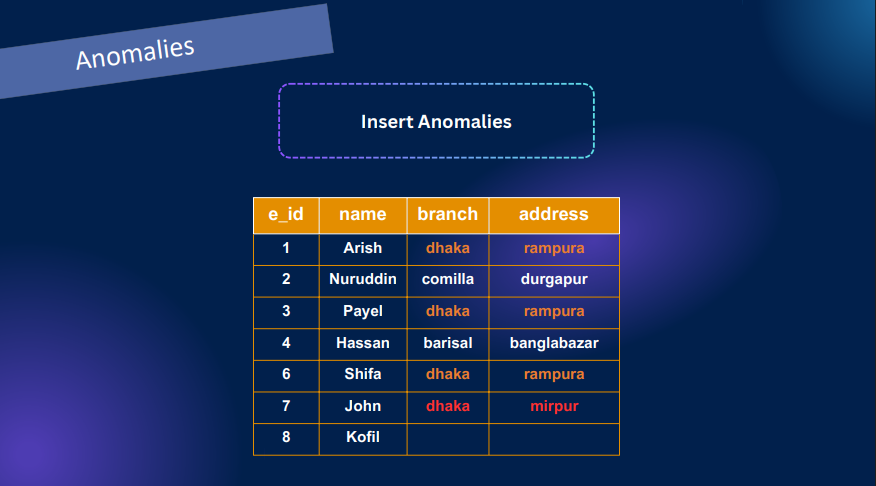 Anomalies
Insert Anomalies
e_id name branch address
1 Arish dhaka rampura
2 Nuruddin comilla durgapur
3 Payel dhaka rampura
4 Hassan barisal banglabazar
6 Shifa dhaka rampura
7 John dhaka mirpur
8 Kofil